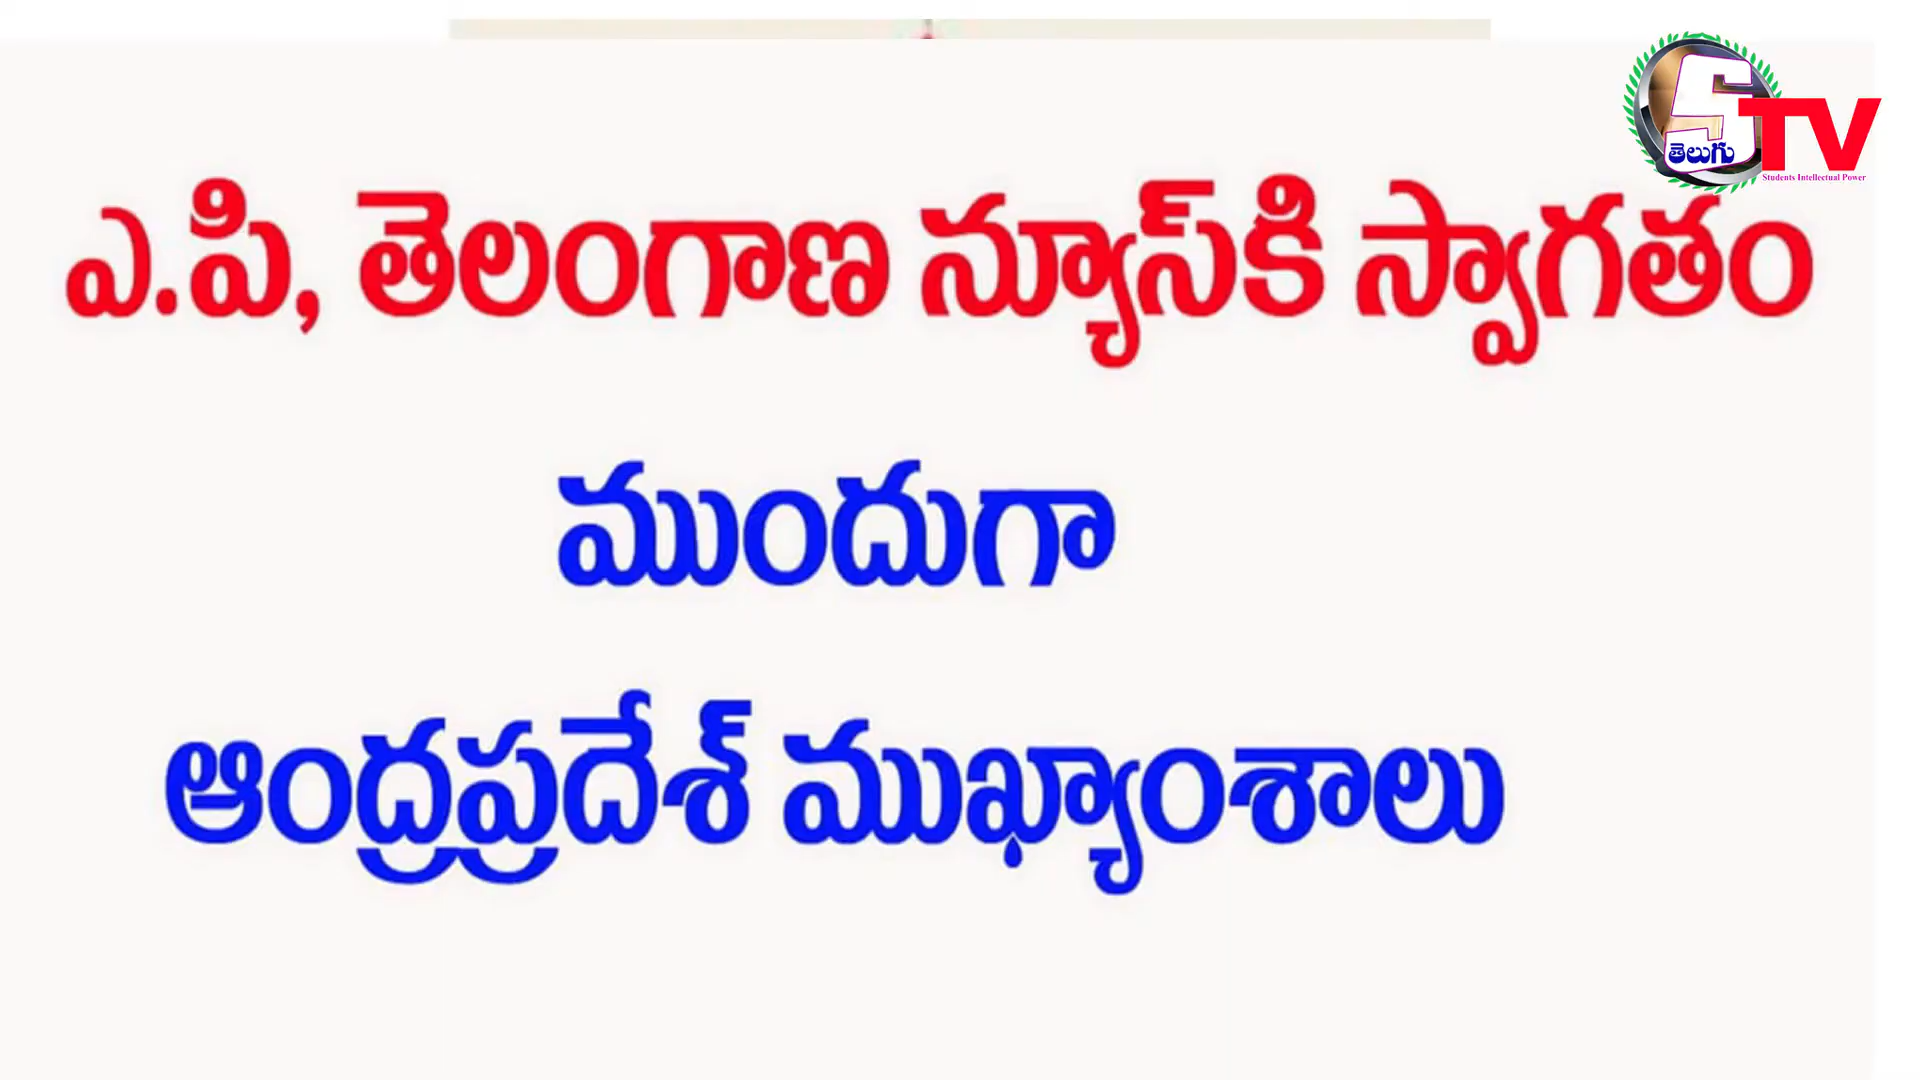 S TV
తెలుగు
Students Intellectual Power
ఎ.పి, తెలంగాణ న్యూస్‌కి స్వాగతం
ముందుగా
ఆంద్రప్రదేశ్ ముఖ్యాంశాలు